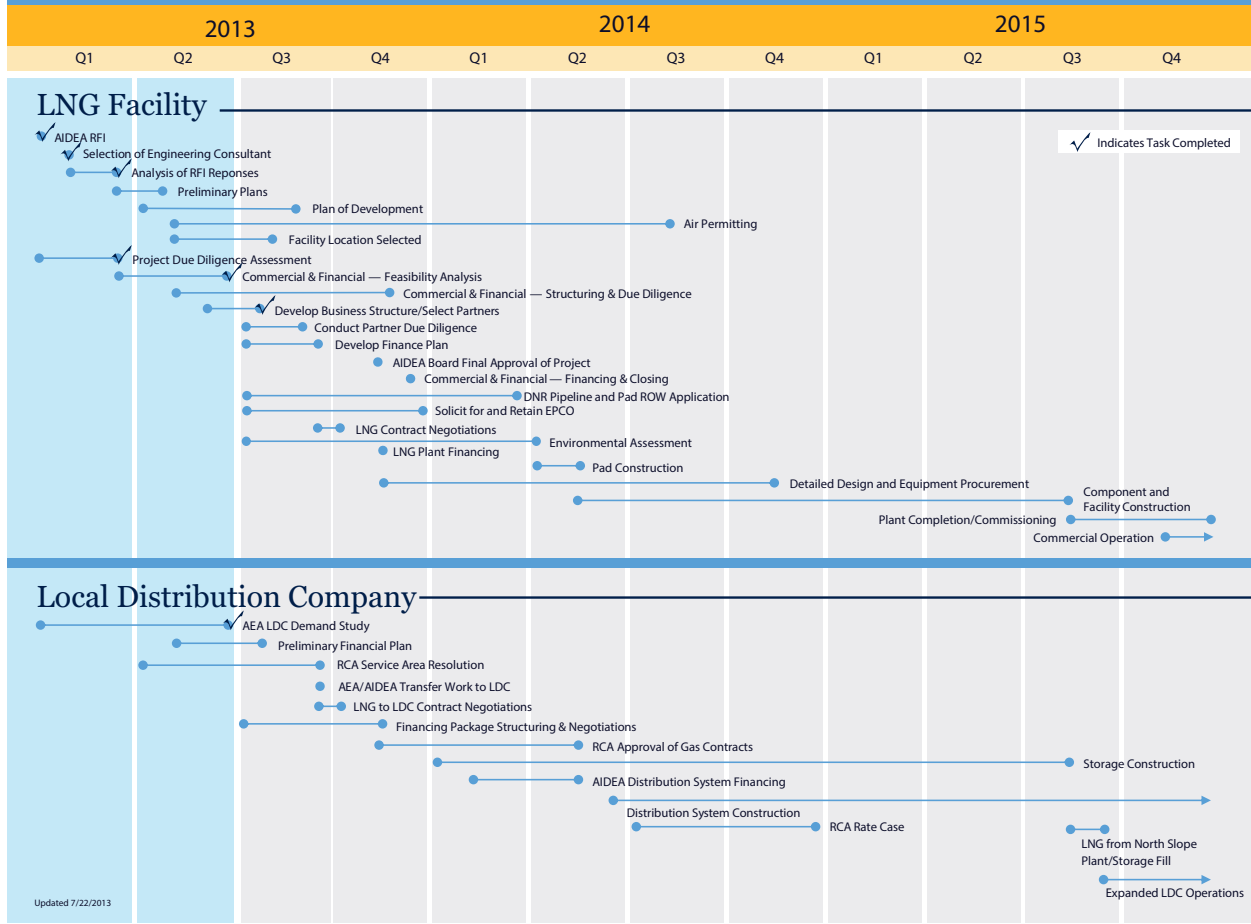 2013 2014 2015
Q1 Q2 Q3 Q4 Q1 Q2 Q3 Q4 Q1 Q2 Q3 Q4
LNG Facility
AIDEA RFI
Indicates Task Completed
Selection of Engineering Consultant
Analysis of RFI Reponses
Preliminary Plans
Plan of Development
Air Permitting
Facility Location Selected
Project Due Diligence Assessment
Commercial & Financial — Feasibility Analysis
Commercial & Financial — Structuring & Due Diligence
Develop Business Structure/Select Partners
Conduct Partner Due Diligence
Develop Finance Plan
AIDEA Board Final Approval of Project
Commercial & Financial — Financing & Closing
DNR Pipeline and Pad ROW Application
Solicit for and Retain EPCO
LNG Contract Negotiations
Environmental Assessment
LNG Plant Financing
Pad Construction
Detailed Design and Equipment Procurement
Component and
Facility Construction
Plant Completion/Commissioning
Commercial Operation
Local Distribution Company
AEA LDC Demand Study
Preliminary Financial Plan
RCA Service Area Resolution
AEA/AIDEA Transfer Work to LDC
LNG to LDC Contract Negotiations
Financing Package Structuring & Negotiations
RCA Approval of Gas Contracts
Storage Construction
AIDEA Distribution System Financing
Distribution System Construction
RCA Rate Case
LNG from North Slope
Plant/Storage Fill
Expanded LDC Operations
Updated 7/22/2013